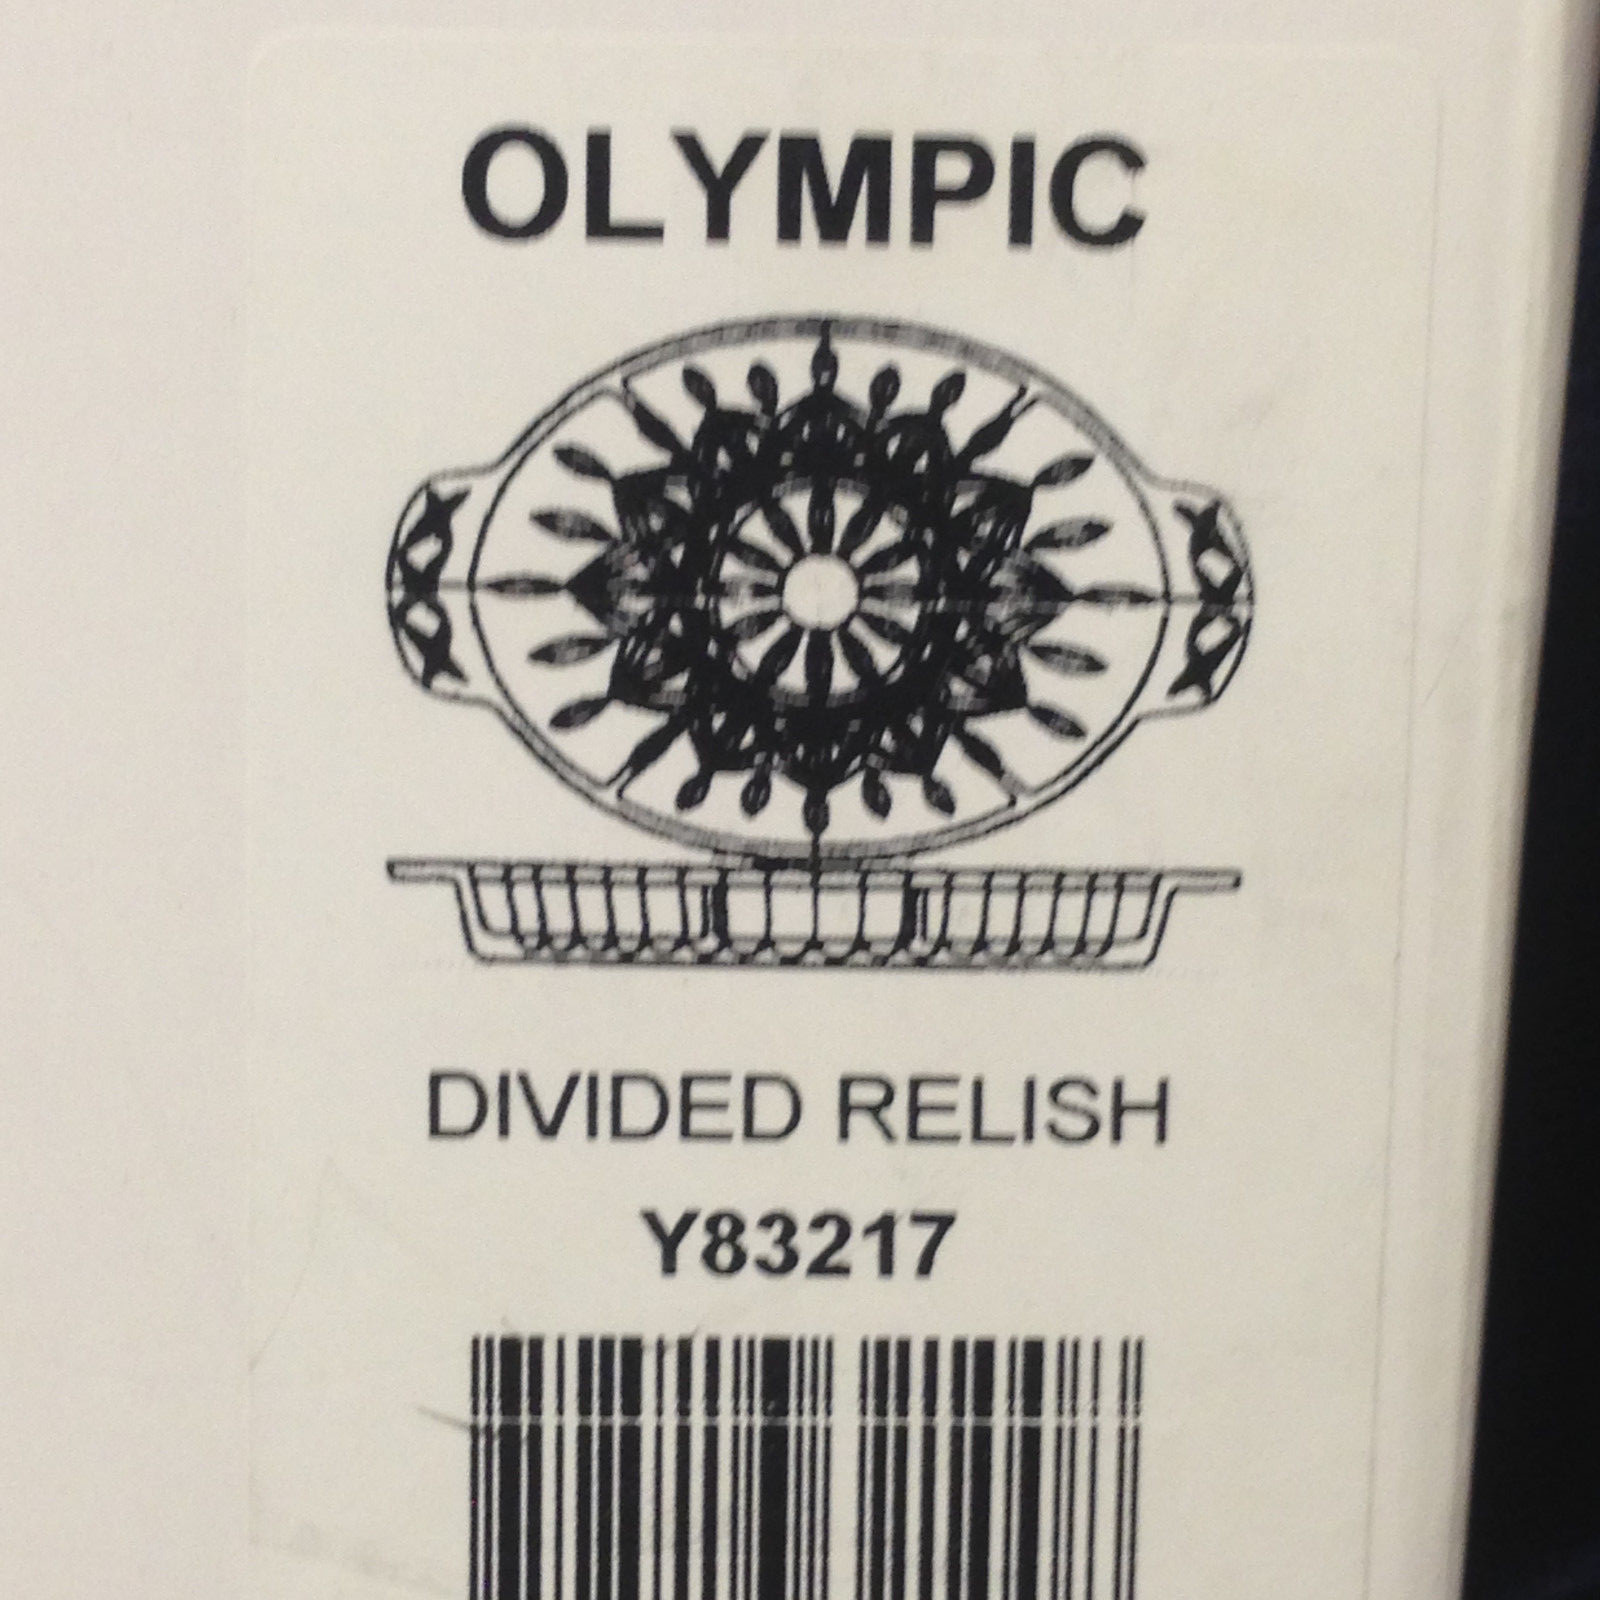 OLYMPIC
DIVIDED RELISH
Y83217